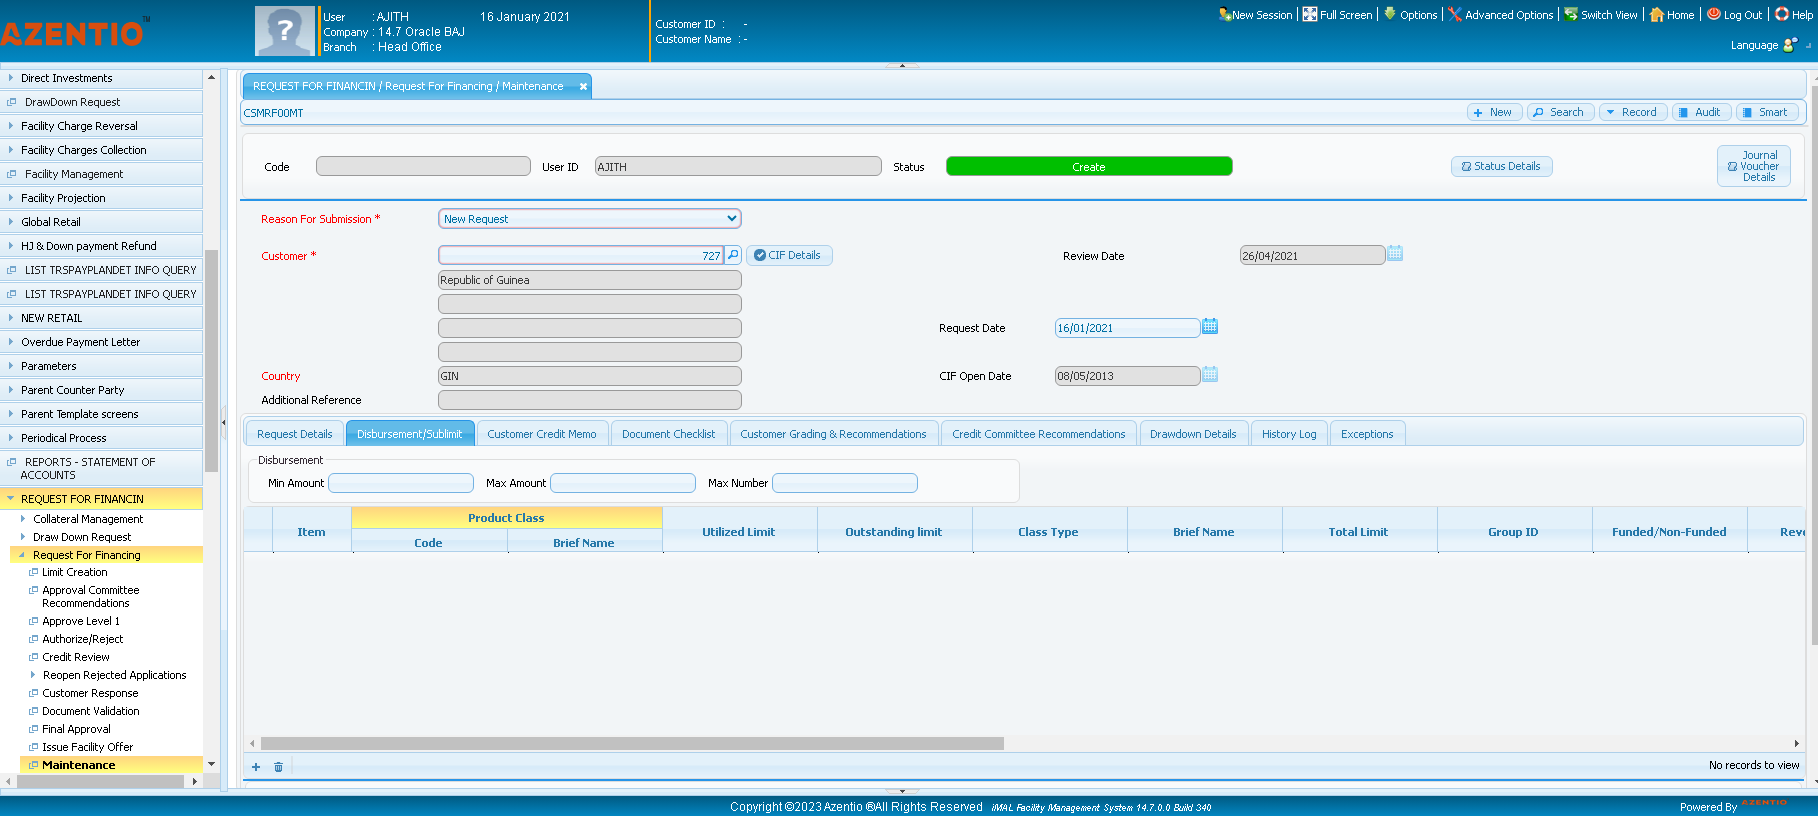 AZENTIO TM
User : AJITH 16 January 2021
Company : 14.7 Oracle BAJ
Branch : Head Office
Customer ID : -
Customer Name : -
New Session Full Screen Options Advanced Options Switch View Home Log Out Help
Language
Direct Investments
DrawDown Request
Facility Charge Reversal
Facility Charges Collection
Facility Management
Facility Projection
Global Retail
HJ & Down payment Refund
LIST TRSPAYPLANDET INFO QUERY
LIST TRSPAYPLANDET INFO QUERY
NEW RETAIL
Overdue Payment Letter
Parameters
Parent Counter Party
Parent Template screens
Periodical Process
REPORTS - STATEMENT OF
ACCOUNTS
REQUEST FOR FINANCIN
Collateral Management
Draw Down Request
Request For Financing
Limit Creation
Approval Committee
Recommendations
Approve Level 1
Authorize/Reject
Credit Review
Reopen Rejected Applications
Customer Response
Document Validation
Final Approval
Issue Facility Offer
Maintenance
REQUEST FOR FINANCIN / Request For Financing / Maintenance
CSMRF00MT
New Search Record Audit Smart
Code User ID AJITH Status Create Status Details
Journal
Voucher
Details
Reason For Submission * New Request
Customer * 727 CIF Details Review Date 26/04/2021
Republic of Guinea
Request Date 16/01/2021
Country GIN CIF Open Date 08/05/2013
Additional Reference
Request Details Disbursement/Sublimit Customer Credit Memo Document Checklist Customer Grading & Recommendations Credit Committee Recommendations Drawdown Details History Log Exceptions
Disbursement
Min Amount Max Amount Max Number
Item Product Class Utilized Limit Outstanding limit Class Type Brief Name Total Limit Group ID Funded/Non-Funded Reve
Code Brief Name
No records to view
Copyright ©2023 Azentio ®All Rights Reserved iMAL Facility Management System 14.7.0.0 Build 340
Powered By AZENTIO